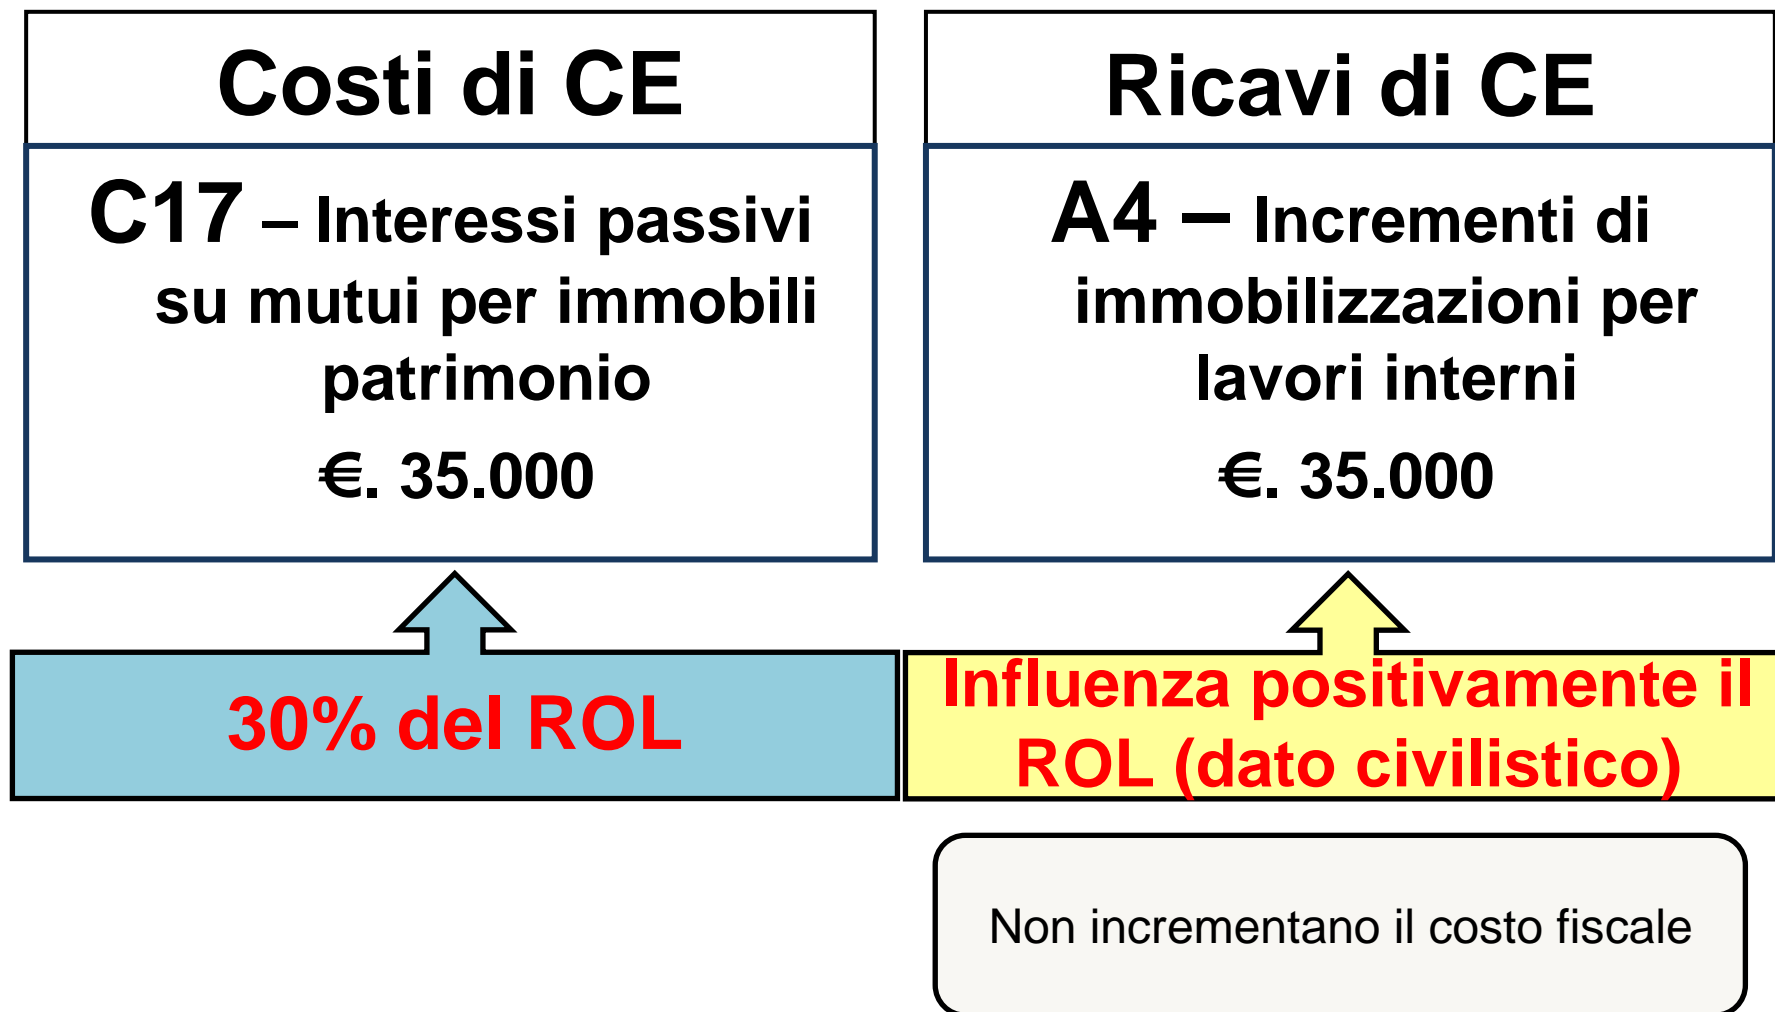 Costi di CE
C17 – Interessi passivi
su mutui per immobili
patrimonio
€. 35.000
30% del ROL
Ricavi di CE
A4 – Incrementi di
immobilizzazioni per
lavori interni
€. 35.000
Influenza positivamente il
ROL (dato civilistico)
Non incrementano il costo fiscale